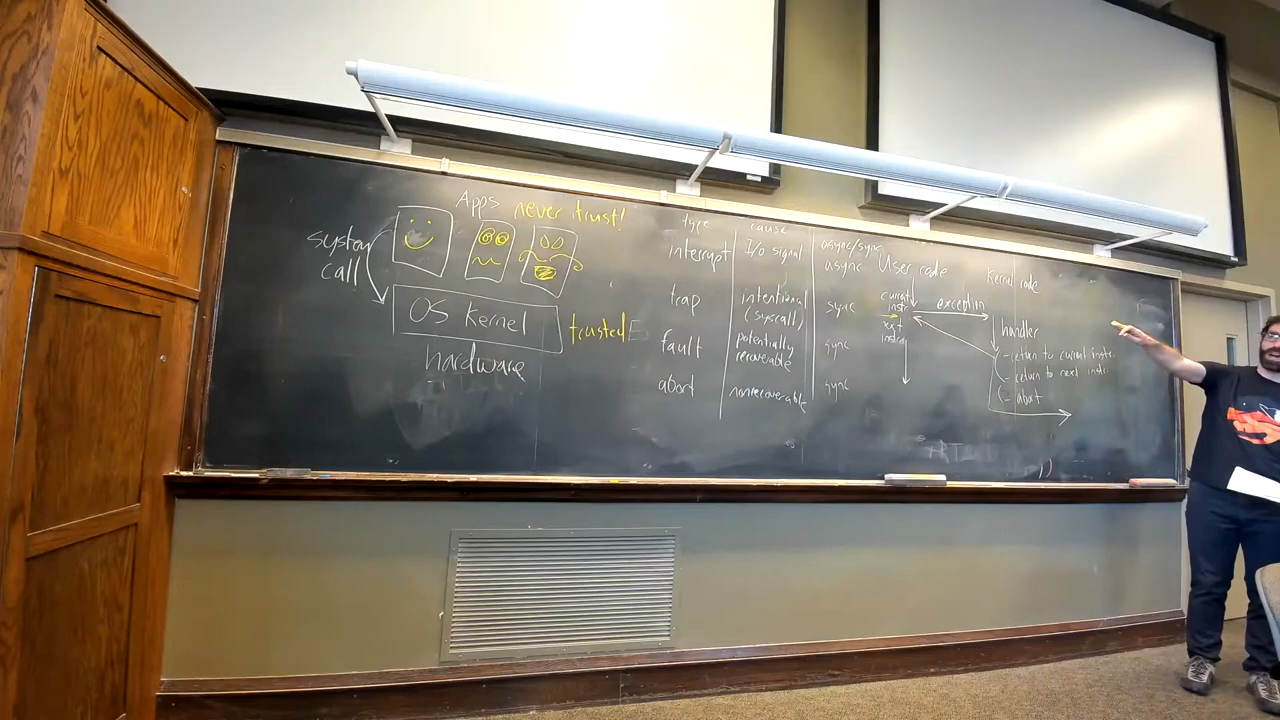 Apps never trust!
system
call
OS Kernel
trusted
hardware
type cause async/sync
interrupt I/o signal async
trap intentional
(syscall) sync
fault potentially
recoverable sync
abort nonrecoverable sync
User code Kernel code
current
instr
exception
nxt
instr
handler
- return to current instr.
- return to next instr.
- abort